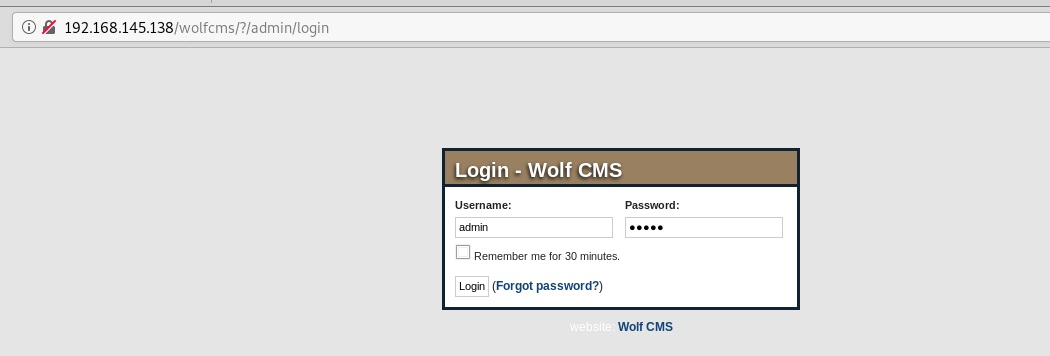 192.168.145.138/wolfcms/?/admin/login
Login - Wolf CMS
Username: Password:
admin ●●●●●
Remember me for 30 minutes.
Login (Forgot password?)
website: Wolf CMS